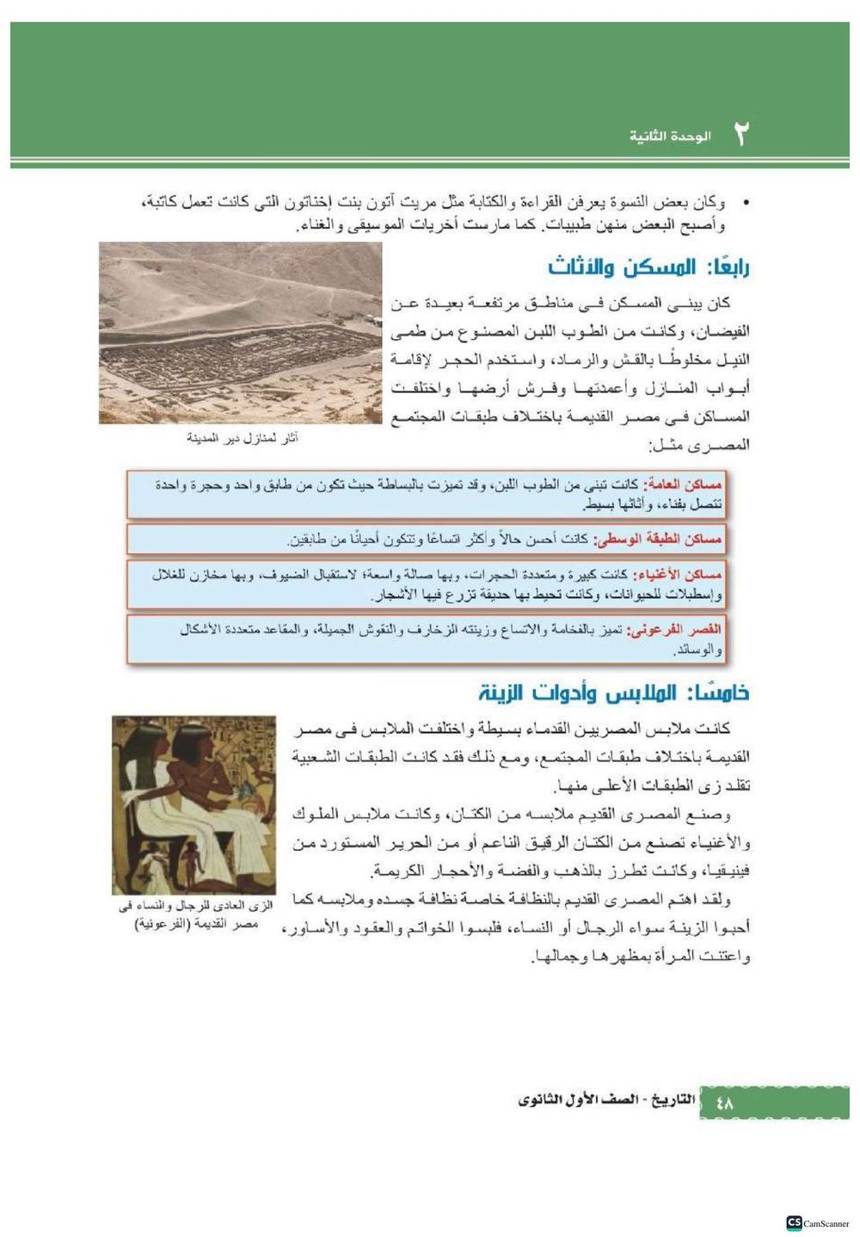 ٢ الوحدة الثانية
• وكان بعض النسوة يعرفن القراءة والكتابة مثل مريت آتون بنت إخناتون التى كانت تعمل كاتبة،
وأصبح البعض منهن طبيبات. كما مارست أخريات الموسيقى والغناء.
رابعًا: المسكن والأثاث
كان يبنى المسكن فى مناطق مرتفعة بعيدة عن
الفيضان، وكانت من الطوب اللبن المصنوع من طمى
النيل مخلوطًا بالقش والرماد، واستخدم الحجر لإقامة
أبواب المنازل وأعمدتها وفرش أرضها واختلفت
المساكن فى مصر القديمة باختلاف طبقات المجتمع
المصرى مثل:
آثار لمنازل دير المدينة
مساكن العامة: كانت تبنى من الطوب اللبن، وقد تميزت بالبساطة حيث تكون من طابق واحد وحجرة واحدة
تتصل بفناء، وأثاثها بسيط.
مساكن الطبقة الوسطى: كانت أحسن حالاً وأكثر اتساعًا وتتكون أحيانًا من طابقين.
مساكن الأغنياء: كانت كبيرة ومتعددة الحجرات، وبها صالة واسعة؛ لاستقبال الضيوف، وبها مخازن للغلال
وإسطبلات للحيوانات، وكانت تحيط بها حديقة تزرع فيها الأشجار.
القصر الفرعونى: تميز بالفخامة والاتساع وزينته الزخارف والنقوش الجميلة، والمقاعد متعددة الأشكال
والوسائد.
خامسًا: الملابس وأدوات الزينة
كانت ملابس المصريين القدماء بسيطة واختلفت الملابس فى مصر
القديمة باختلاف طبقات المجتمع، ومع ذلك فقد كانت الطبقات الشعبية
تقلد زى الطبقات الأعلى منها.
وصنع المصرى القديم ملابسه من الكتان، وكانت ملابس الملوك
والأغنياء تصنع من الكتان الرقيق الناعم أو من الحرير المستورد من
فينيقيا، وكانت تطرز بالذهب والفضة والأحجار الكريمة.
ولقد اهتم المصرى القديم بالنظافة خاصة نظافة جسده وملابسه كما
أحبوا الزينة سواء الرجال أو النساء، فلبسوا الخواتم والعقود والأساور،
واعتنت المرأة بمظهرها وجمالها.
الزى العادى للرجال والنساء فى
مصر القديمة (الفرعونية)
٤٨ التاريخ - الصف الأول الثانوى
CS CamScanner